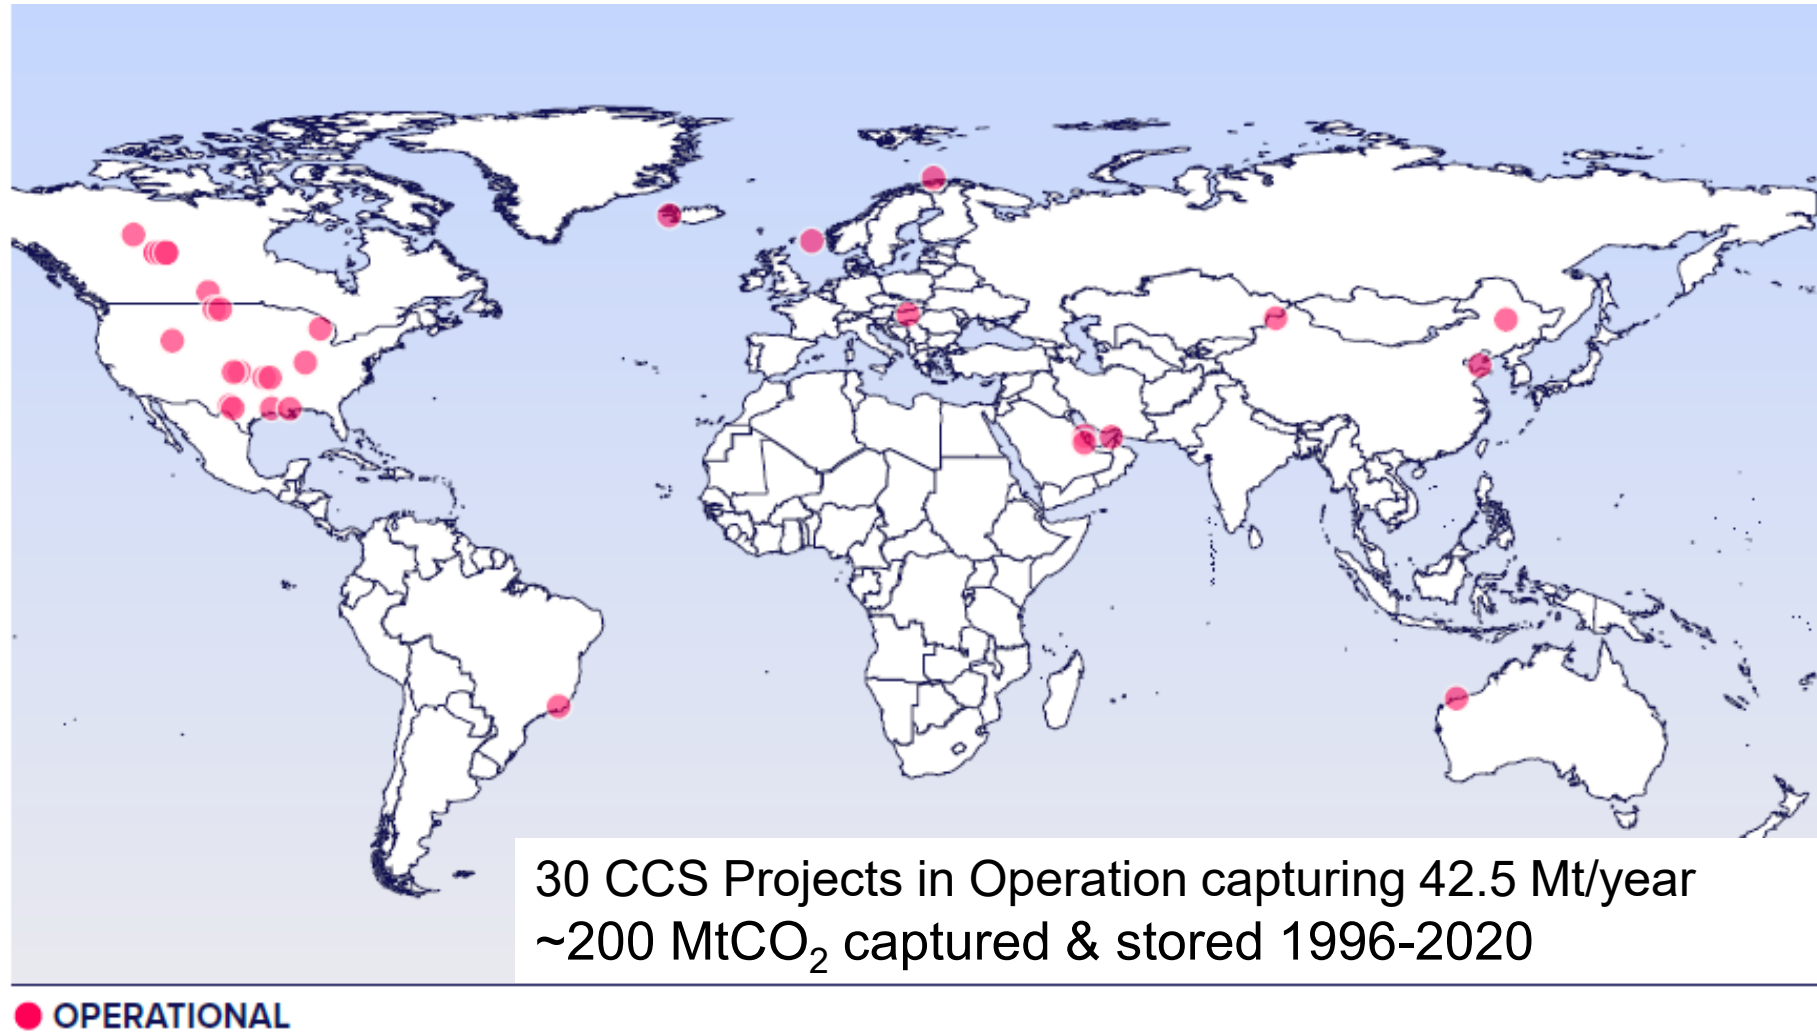 30 CCS Projects in Operation capturing 42.5 Mt/year
~200 MtCO₂ captured & stored 1996-2020
OPERATIONAL